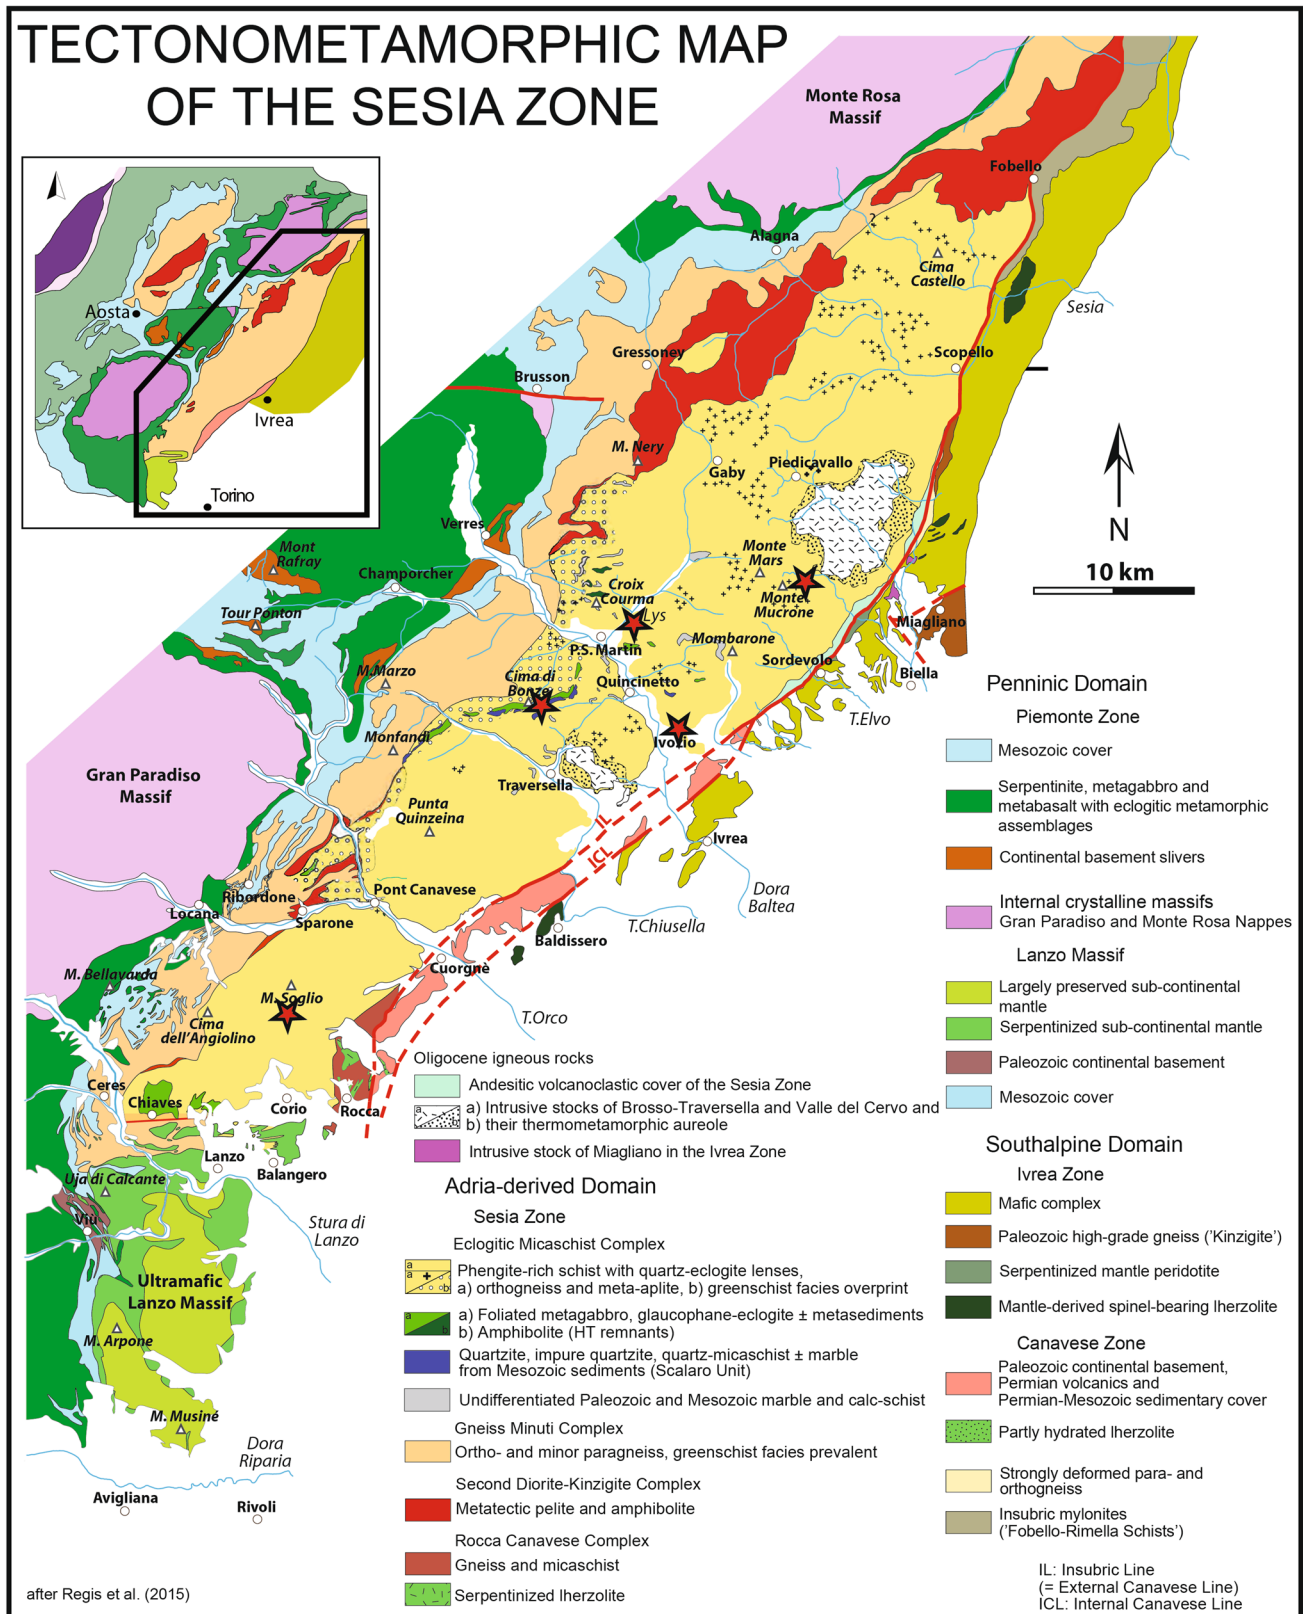 TECTONOMETAMORPHIC MAP
OF THE SESIA ZONE
Aosta
Ivrea
Torino
Monte Rosa
Massif
Fobello
Alagna
?
Cima
Castello
Sesia
Gressoney
Scopello
Brusson
M. Nery
Gaby
Piedicavallo
Verres
N
10 km
Mont
Rafray
Champorcher
Monte
Mars
Croix
Courma
Monte
Mucrone
Lys
Tour Ponton
Miagliano
P.S. Martin
Mombarone
Sordevolo
Biella
M.Marzo
Cima di
Bonze
Quincinetto
T.Elvo
Monfandi
Ivozio
Gran Paradiso
Massif
Traversella
Punta
Quinzeina
IL
ICL
Ivrea
Dora
Baltea
Ribordone
Pont Canavese
Locana
Sparone
T.Chiusella
Baldissero
M. Bellavarda
Cuorgnè
M. Soglio
T.Orco
Cima
dell'Angiolino
Ceres
Chiaves
Corio
Rocca
Lanzo
Balangero
Uja di Calcante
Viù
Stura di
Lanzo
Ultramafic
Lanzo Massif
M. Arpone
M. Musinè
Dora
Riparia
Avigliana
Rivoli
after Regis et al. (2015)
Oligocene igneous rocks
Andesitic volcanoclastic cover of the Sesia Zone
a
b
a) Intrusive stocks of Brosso-Traversella and Valle del Cervo and
b) their thermometamorphic aureole
Intrusive stock of Miagliano in the Ivrea Zone
Adria-derived Domain
Sesia Zone
Eclogitic Micaschist Complex
a
a
b
Phengite-rich schist with quartz-eclogite lenses,
a) orthogneiss and meta-aplite, b) greenschist facies overprint
a
b
a) Foliated metagabbro, glaucophane-eclogite ± metasediments
b) Amphibolite (HT remnants)
Quartzite, impure quartzite, quartz-micaschist ± marble
from Mesozoic sediments (Scalaro Unit)
Undifferentiated Paleozoic and Mesozoic marble and calc-schist
Gneiss Minuti Complex
Ortho- and minor paragneiss, greenschist facies prevalent
Second Diorite-Kinzigite Complex
Metatectic pelite and amphibolite
Rocca Canavese Complex
Gneiss and micaschist
Serpentinized lherzolite
Penninic Domain
Piemonte Zone
Mesozoic cover
Serpentinite, metagabbro and
metabasalt with eclogitic metamorphic
assemblages
Continental basement slivers
Internal crystalline massifs
Gran Paradiso and Monte Rosa Nappes
Lanzo Massif
Largely preserved sub-continental
mantle
Serpentinized sub-continental mantle
Paleozoic continental basement
Mesozoic cover
Southalpine Domain
Ivrea Zone
Mafic complex
Paleozoic high-grade gneiss ('Kinzigite')
Serpentinized mantle peridotite
Mantle-derived spinel-bearing lherzolite
Canavese Zone
Paleozoic continental basement,
Permian volcanics and
Permian-Mesozoic sedimentary cover
Partly hydrated lherzolite
Strongly deformed para- and
orthogneiss
Insubric mylonites
('Fobello-Rimella Schists')
IL: Insubric Line
(= External Canavese Line)
ICL: Internal Canavese Line